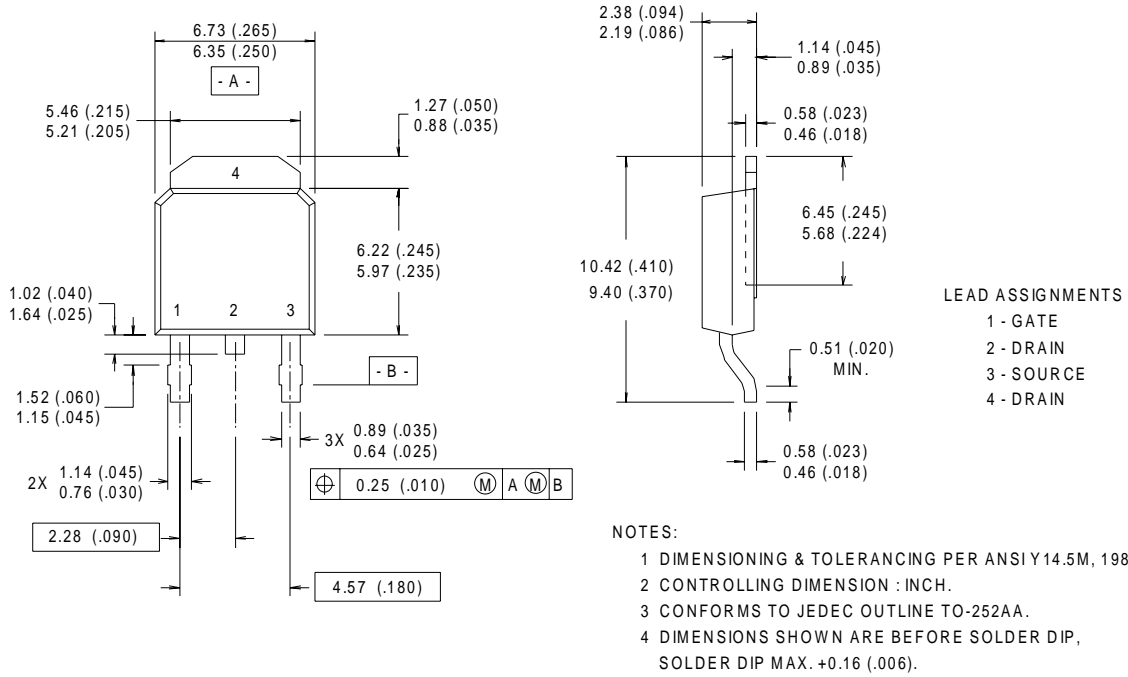 6.73 (.265)
6.35 (.250)
- A -
5.46 (.215)
5.21 (.205)
1.27 (.050)
0.88 (.035)
4
6.22 (.245)
5.97 (.235)
1.02 (.040)
1.64 (.025)
1 2 3
- B -
1.52 (.060)
1.15 (.045)
3X 0.89 (.035)
0.64 (.025)
2X 1.14 (.045)
0.76 (.030)
⌖ 0.25 (.010) Ⓜ A Ⓜ B
2.28 (.090)
4.57 (.180)
2.38 (.094)
2.19 (.086)
1.14 (.045)
0.89 (.035)
0.58 (.023)
0.46 (.018)
6.45 (.245)
5.68 (.224)
10.42 (.410)
9.40 (.370)
0.51 (.020)
MIN.
0.58 (.023)
0.46 (.018)
LEAD ASSIGNMENTS
1 - GATE
2 - DRAIN
3 - SOURCE
4 - DRAIN
NOTES:
1 DIMENSIONING & TOLERANCING PER ANSI Y14.5M, 198
2 CONTROLLING DIMENSION : INCH.
3 CONFORMS TO JEDEC OUTLINE TO-252AA.
4 DIMENSIONS SHOWN ARE BEFORE SOLDER DIP,
SOLDER DIP MAX. +0.16 (.006).